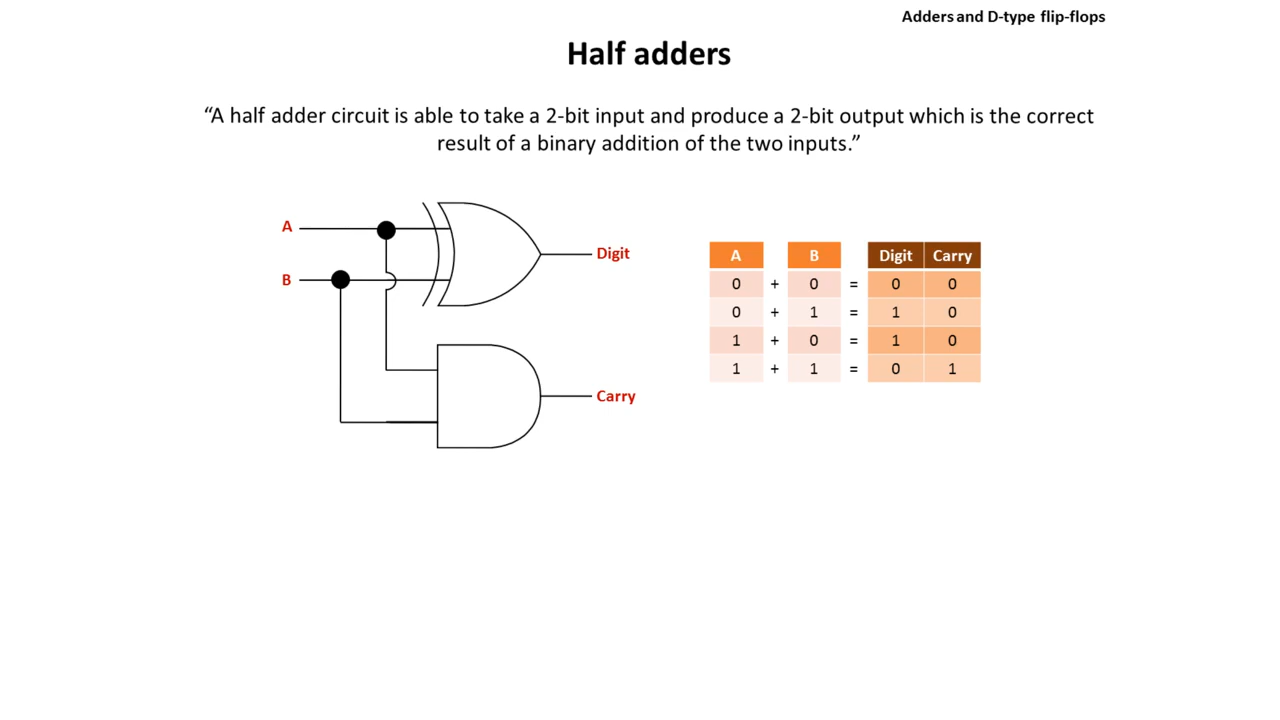 Adders and D-type flip-flops
Half adders
“A half adder circuit is able to take a 2-bit input and produce a 2-bit output which is the correct
result of a binary addition of the two inputs.”
A
B
Digit
Carry
A B Digit Carry
0 + 0 = 0 0
0 + 1 = 1 0
1 + 0 = 1 0
1 + 1 = 0 1